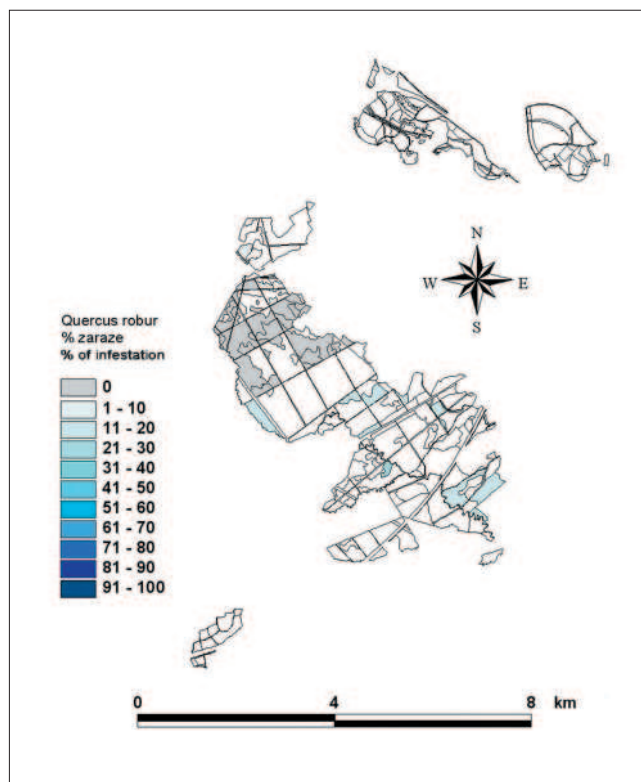 N
W E
S
Quercus robur
% zaraze
% of infestation
0
1 - 10
11 - 20
21 - 30
31 - 40
41 - 50
51 - 60
61 - 70
71 - 80
81 - 90
91 - 100
0 4 8 km